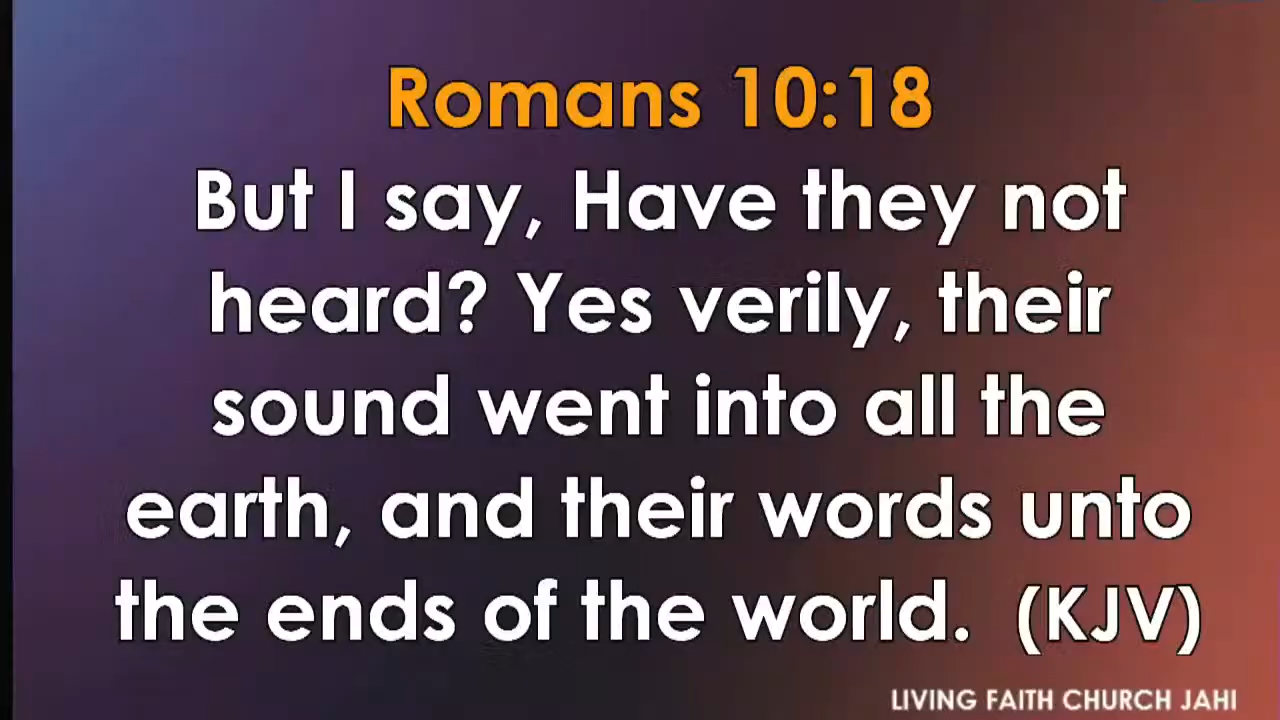 Romans 10:18
But I say, Have they not
heard? Yes verily, their
sound went into all the
earth, and their words unto
the ends of the world. (KJV)
LIVING FAITH CHURCH JAHI